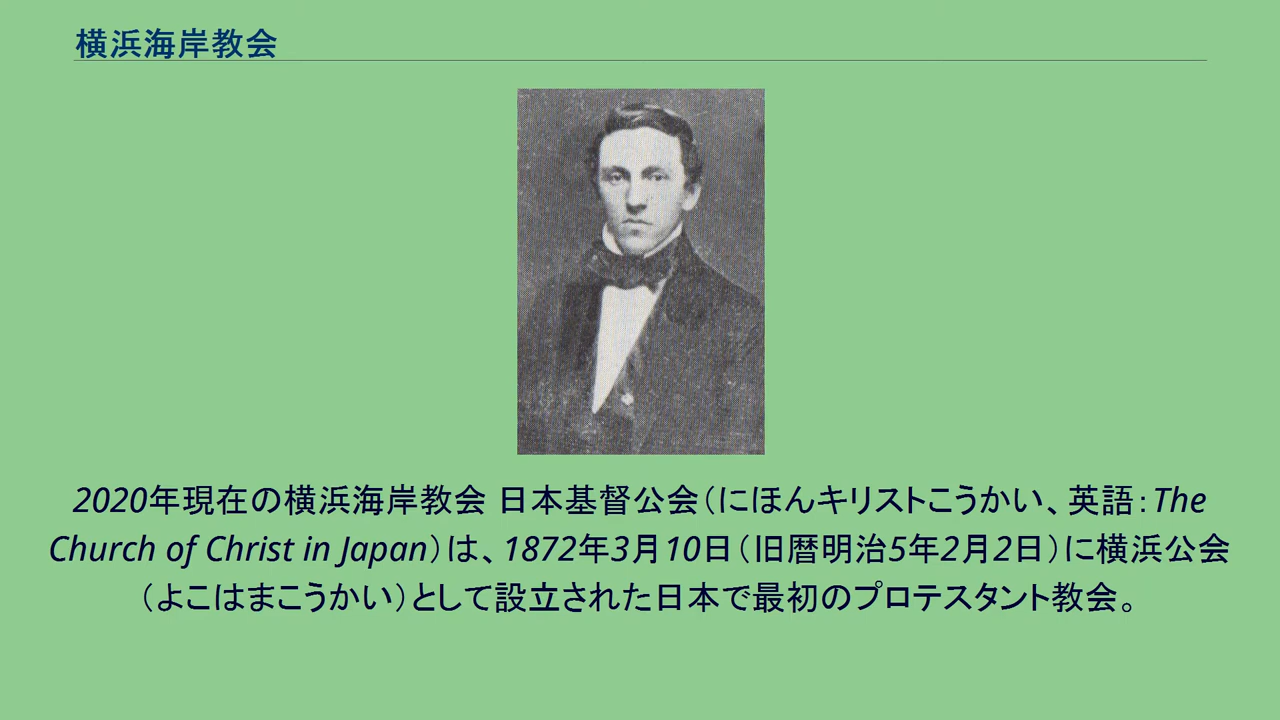 横浜海岸教会
2020年現在の横浜海岸教会 日本基督公会（にほんキリストこうかい、英語：The
Church of Christ in Japan）は、1872年3月10日（旧暦明治5年2月2日）に横浜公会
（よこはまこうかい）として設立された日本で最初のプロテスタント教会。